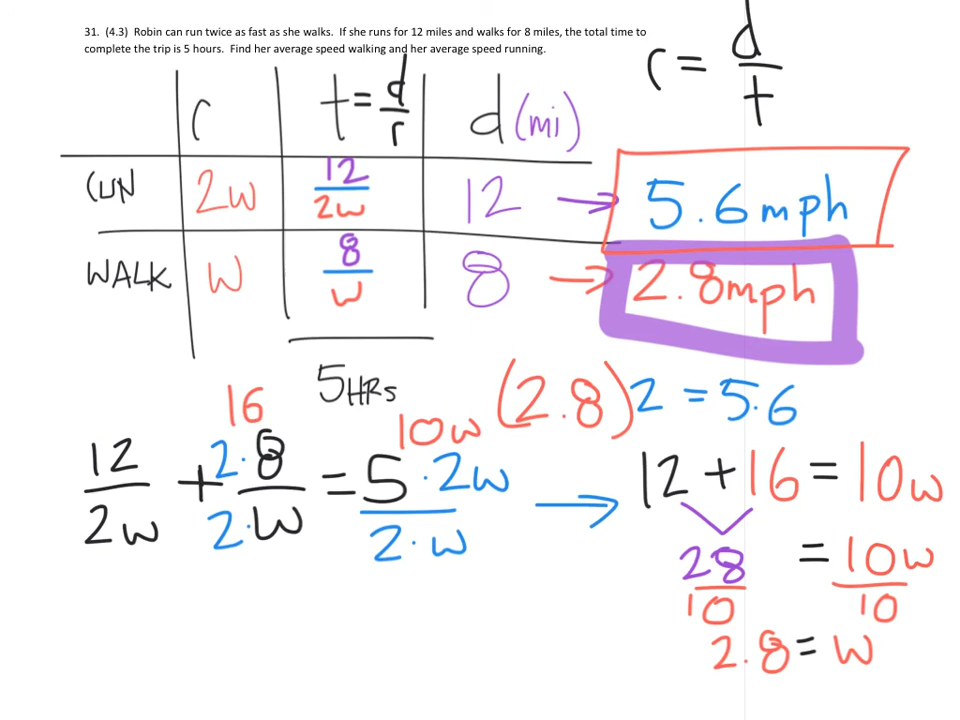 31. (4.3) Robin can run twice as fast as she walks. If she runs for 12 miles and walks for 8 miles, the total time to
complete the trip is 5 hours. Find her average speed walking and her average speed running.
r = d/t
r t = d/r d (mi)
RUN 2w 12/2w 12 → 5.6mph
WALK w 8/w 8 → 2.8mph
5 HRS
(2.8)2 = 5.6
16 10w
12/2w + 2·8/2·w = 5·2w/2·w → 12 + 16 = 10w
28/10 = 10w/10
2.8 = w